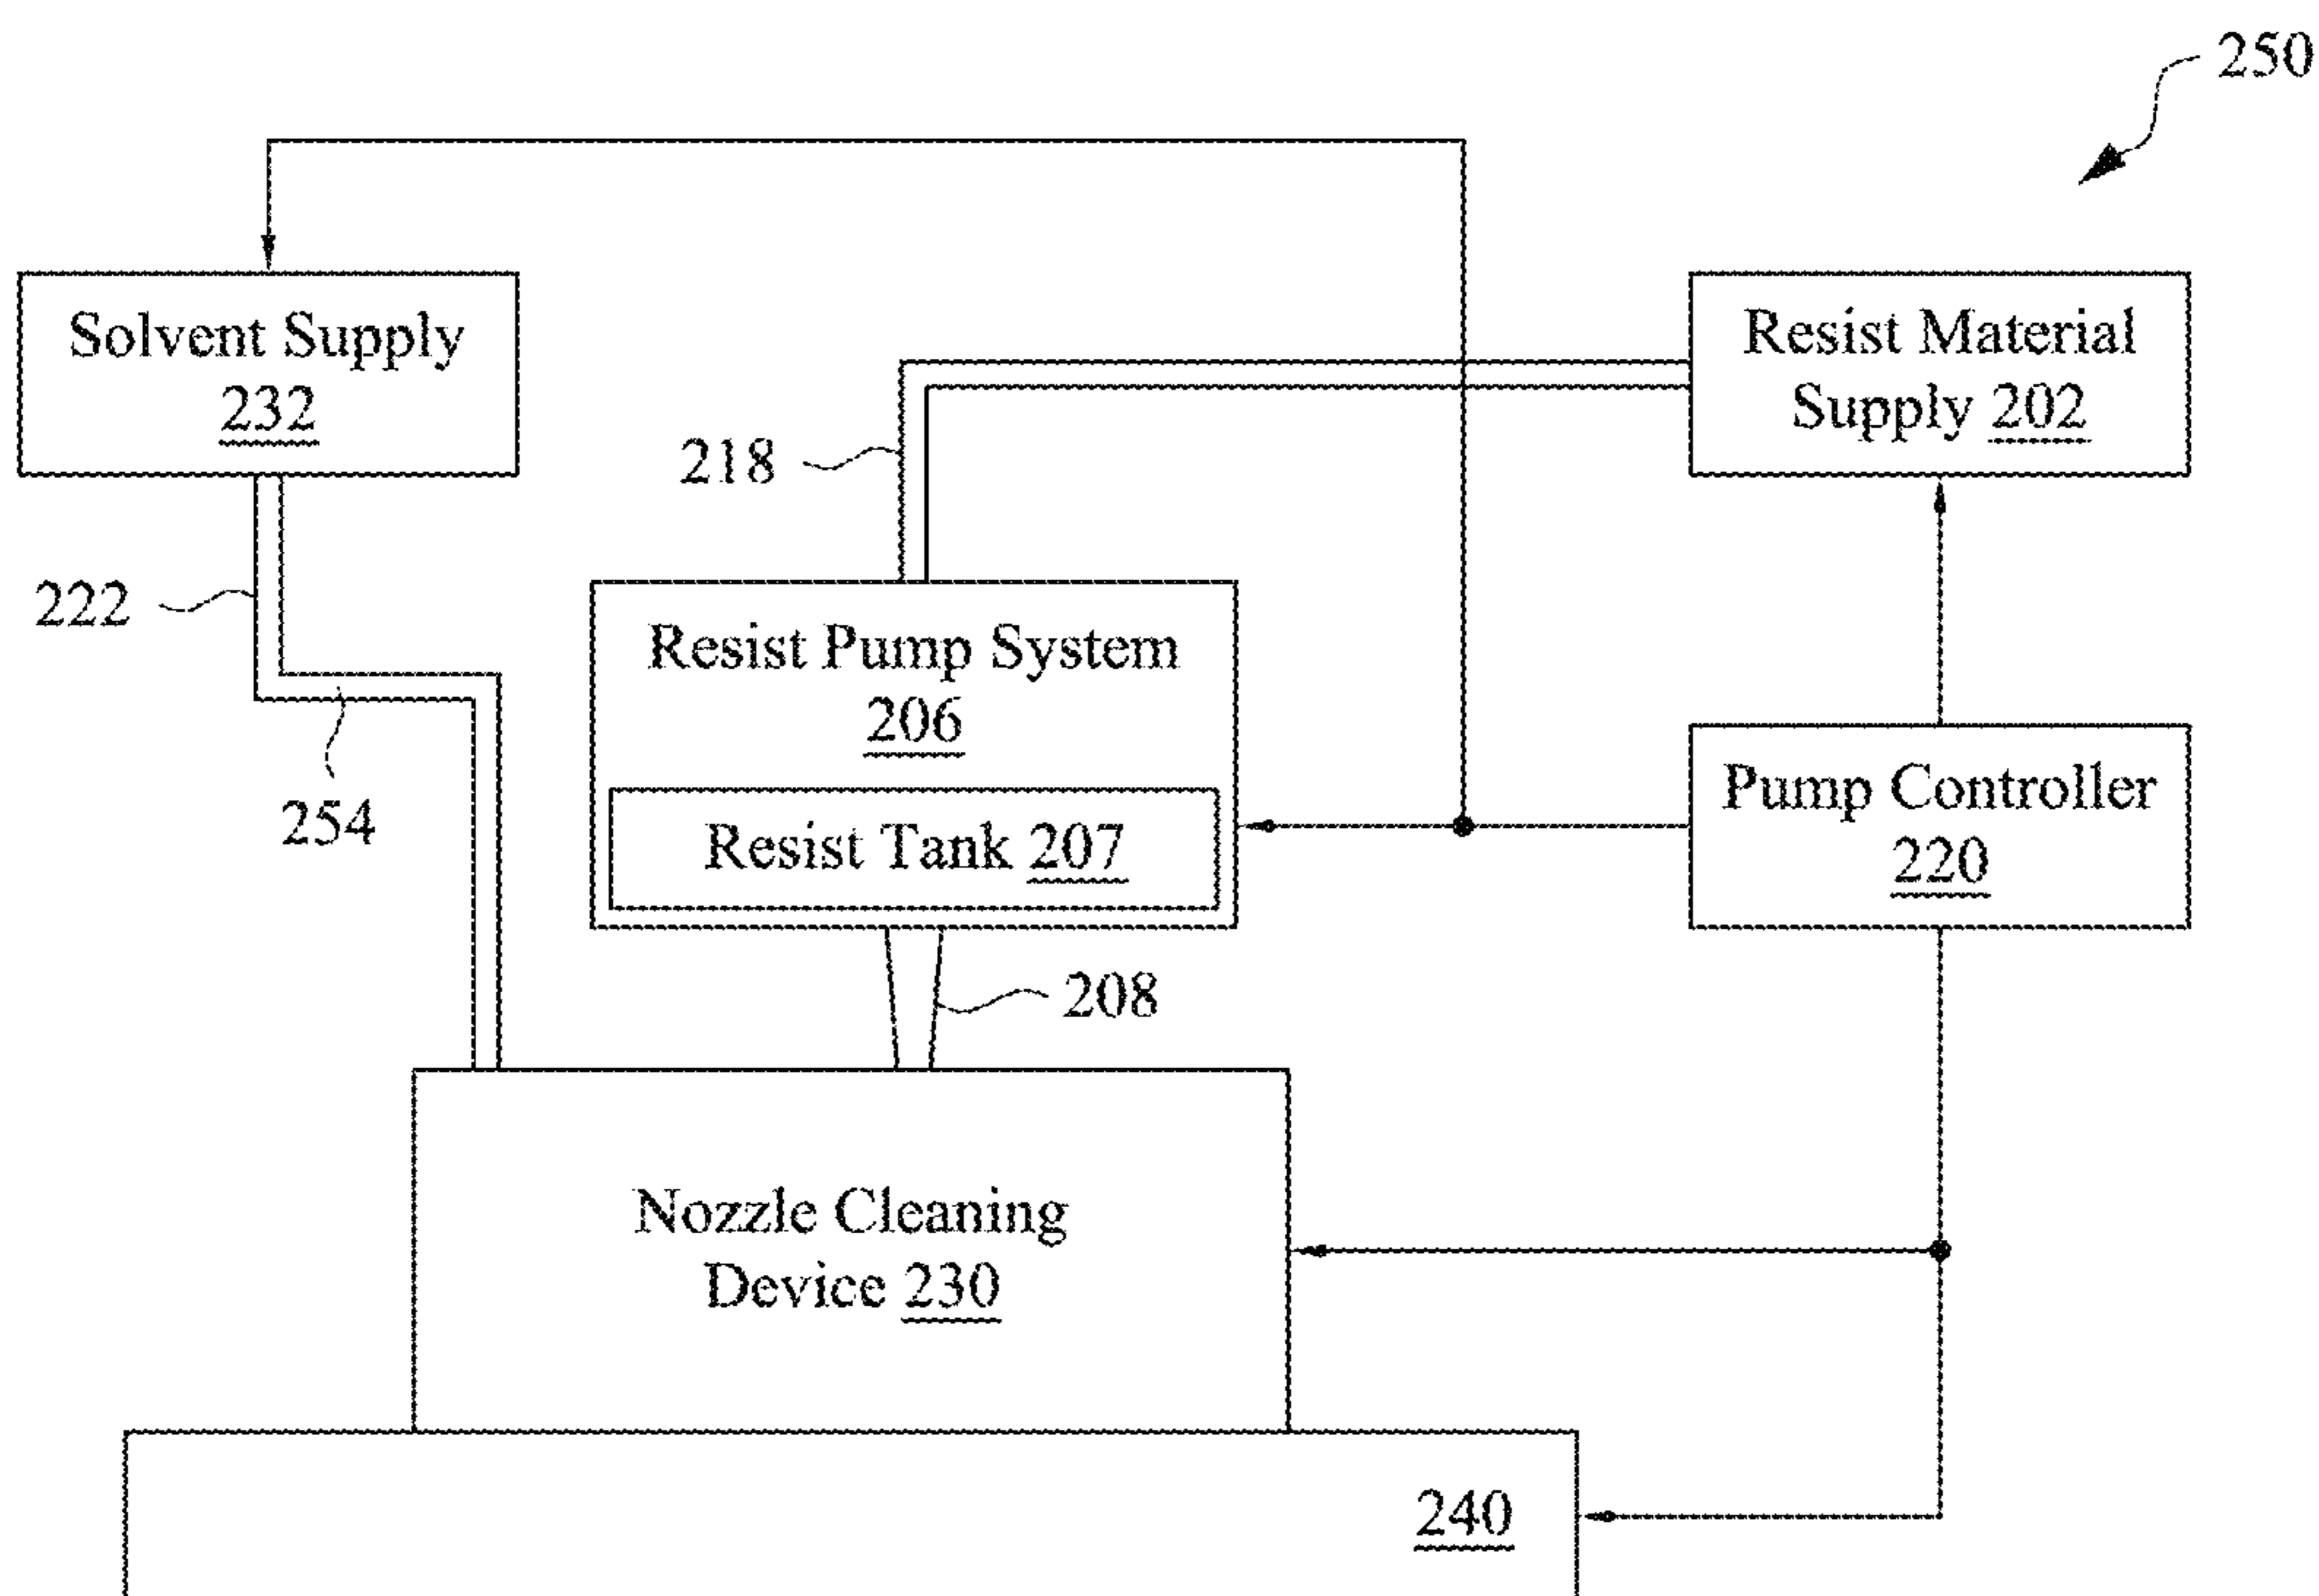 250
Solvent Supply
232
Resist Material
Supply 202
218
222
Resist Pump System
206
Pump Controller
220
254
Resist Tank 207
208
Nozzle Cleaning
Device 230
240